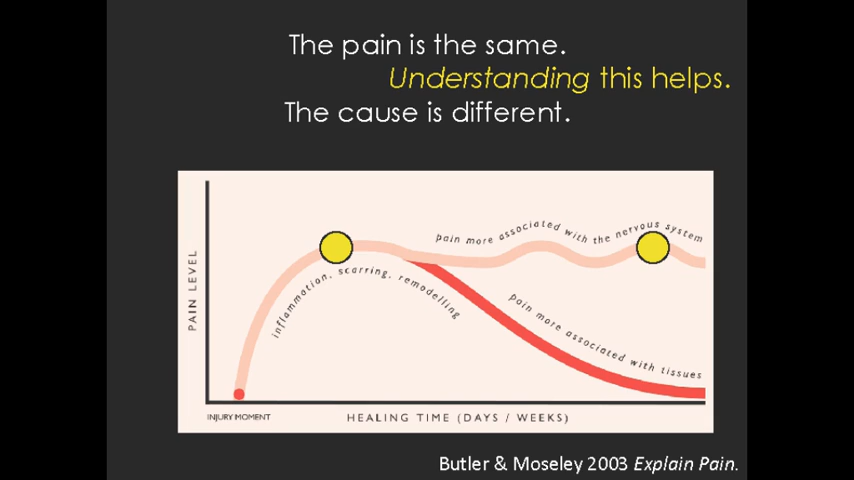 The pain is the same.
Understanding this helps.
The cause is different.
pain more associated with the nervous system
inflammation, scarring, remodelling
pain more associated with tissues
PAIN LEVEL
INJURY MOMENT
HEALING TIME (DAYS / WEEKS)
Butler & Moseley 2003 Explain Pain.